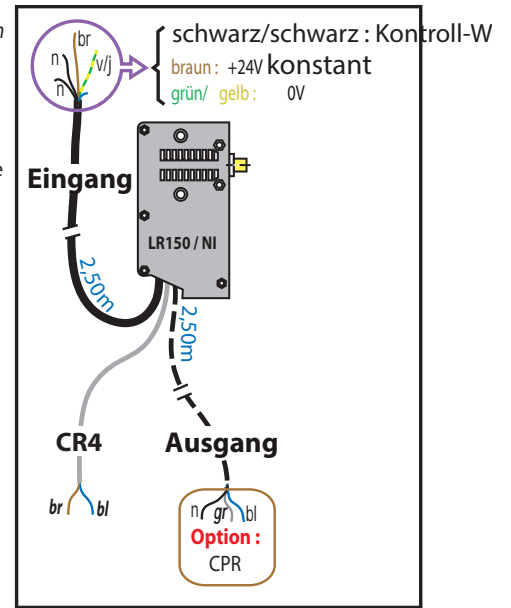 n
e
br
n
v/j
n
schwarz/schwarz : Kontroll-W
braun : +24V konstant
grün/ gelb : 0V
Eingang
LR150 / NI
2,50m
2,50m
CR4
Ausgang
br bl
n gr bl
Option :
CPR